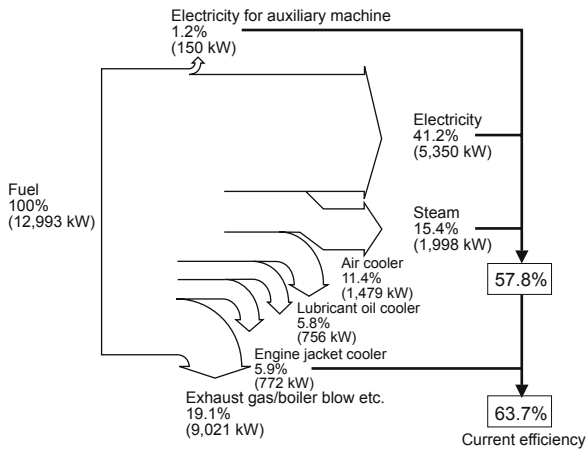 Electricity for auxiliary machine
1.2%
(150 kW)
Electricity
41.2%
(5,350 kW)
Fuel
100%
(12,993 kW)
Steam
15.4%
(1,998 kW)
Air cooler
11.4%
(1,479 kW)
57.8%
Lubricant oil cooler
5.8%
(756 kW)
Engine jacket cooler
5.9%
(772 kW)
Exhaust gas/boiler blow etc.
19.1%
(9,021 kW)
63.7%
Current efficiency